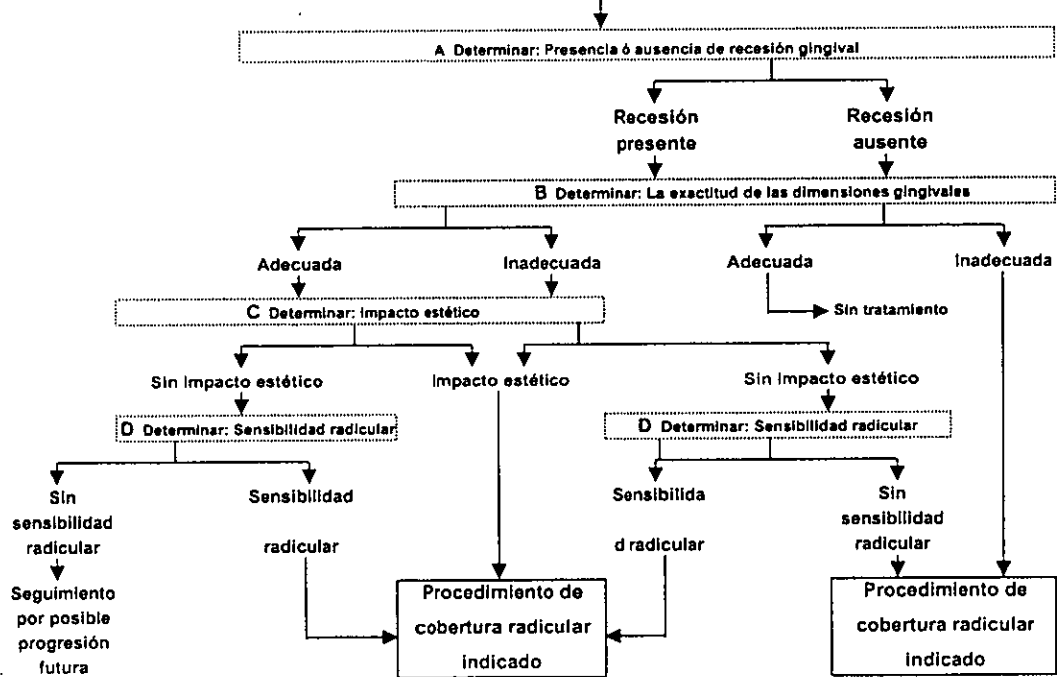 A Determinar: Presencia ó ausencia de recesión gingival
Recesión
presente
Recesión
ausente
B Determinar: La exactitud de las dimensiones gingivales
Adecuada
Inadecuada
Adecuada
Inadecuada
Sin tratamiento
C Determinar: Impacto estético
Sin Impacto estético
Impacto estético
Sin Impacto estético
D Determinar: Sensibilidad radicular
D Determinar: Sensibilidad radicular
Sin
sensibilidad
radicular
Sensibilidad
radicular
Sensibilida
d radicular
Sin
sensibilidad
radicular
Seguimiento
por posible
progresión
futura
Procedimiento de
cobertura radicular
indicado
Procedimiento de
cobertura radicular
indicado